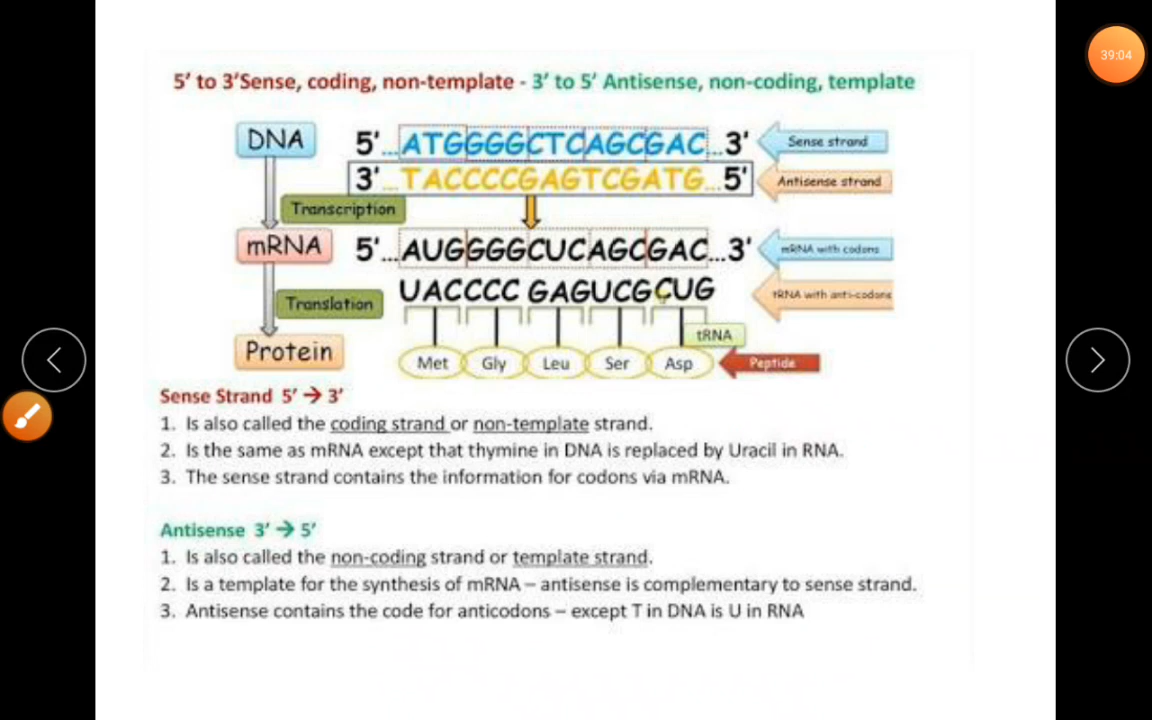 39:04
5' to 3'Sense, coding, non-template - 3' to 5' Antisense, non-coding, template
DNA 5'...ATGGGGCTCAGCGAC...3' Sense strand
3'...TACCCCGAGTCGATG...5' Antisense strand
Transcription
mRNA 5'...AUGGGGCUCAGCGAC...3' mRNA with codons
UACCCC GAGUCGCUG tRNA with anti-codons
Translation
tRNA
Protein Met Gly Leu Ser Asp Peptide
Sense Strand 5' → 3'
1. Is also called the coding strand or non-template strand.
2. Is the same as mRNA except that thymine in DNA is replaced by Uracil in RNA.
3. The sense strand contains the information for codons via mRNA.
Antisense 3' → 5'
1. Is also called the non-coding strand or template strand.
2. Is a template for the synthesis of mRNA – antisense is complementary to sense strand.
3. Antisense contains the code for anticodons – except T in DNA is U in RNA